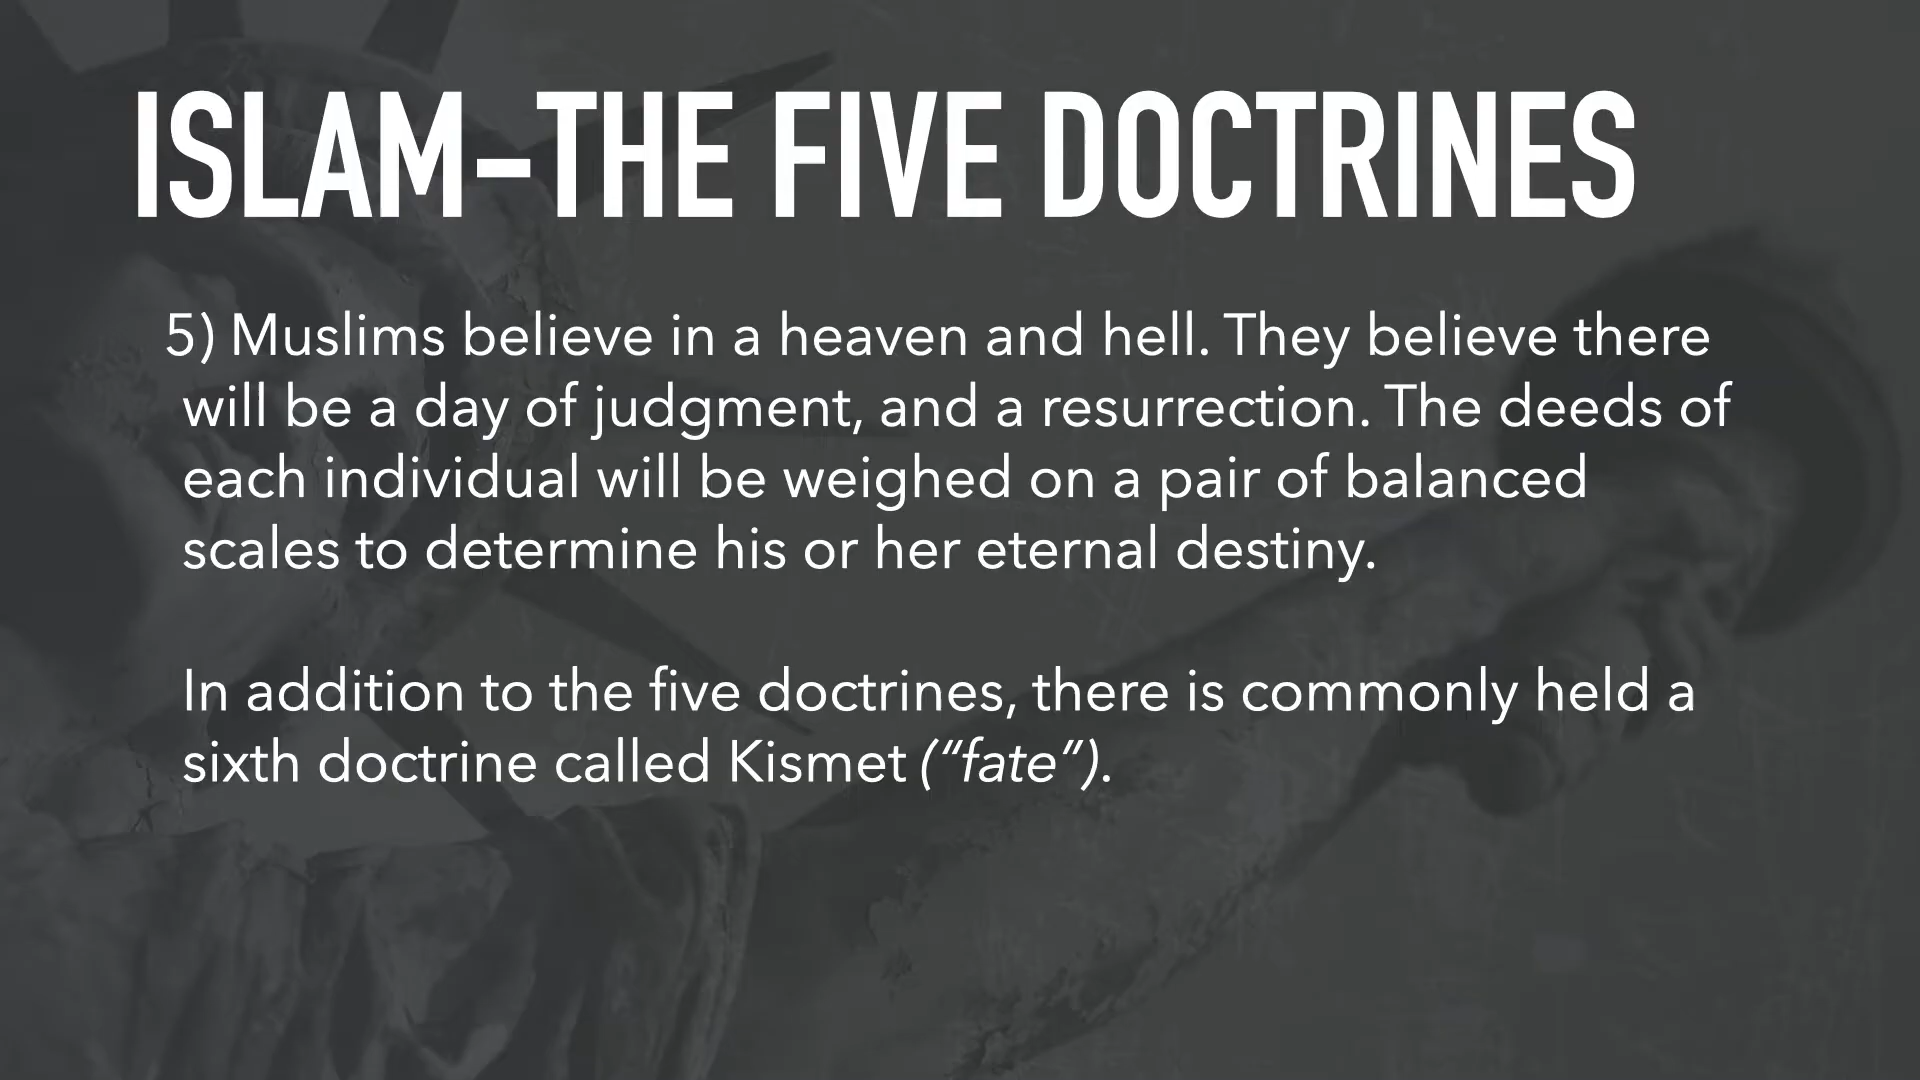 ISLAM–THE FIVE DOCTRINES
5) Muslims believe in a heaven and hell. They believe there
will be a day of judgment, and a resurrection. The deeds of
each individual will be weighed on a pair of balanced
scales to determine his or her eternal destiny.
In addition to the five doctrines, there is commonly held a
sixth doctrine called Kismet (“fate”).